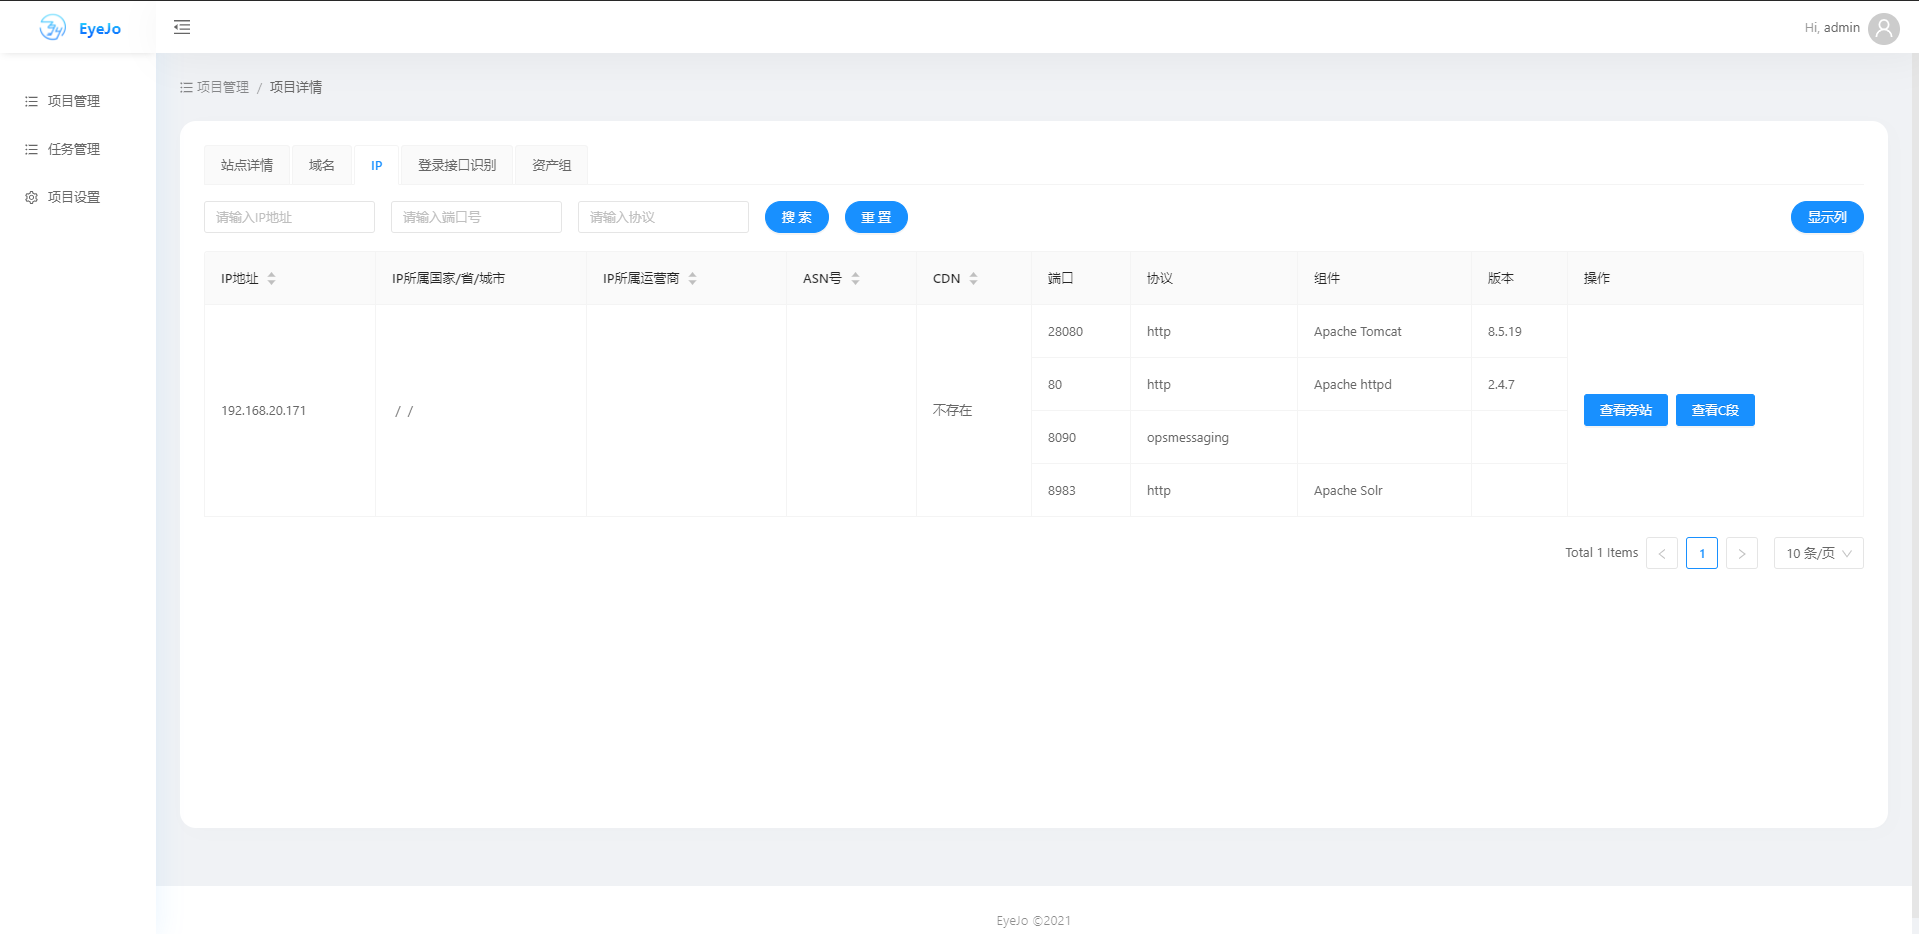 EyeJo
Hi, admin
项目管理
任务管理
项目设置
项目管理 / 项目详情
站点详情 域名 IP 登录接口识别 资产组
请输入IP地址 请输入端口号 请输入协议 搜 索 重 置 显示列
IP地址 IP所属国家/省/城市 IP所属运营商 ASN号 CDN 端口 协议 组件 版本 操作
28080 http Apache Tomcat 8.5.19
80 http Apache httpd 2.4.7
192.168.20.171 / / 不存在 查看旁站 查看C段
8090 opsmessaging
8983 http Apache Solr
Total 1 Items < 1 > 10 条/页
EyeJo ©2021